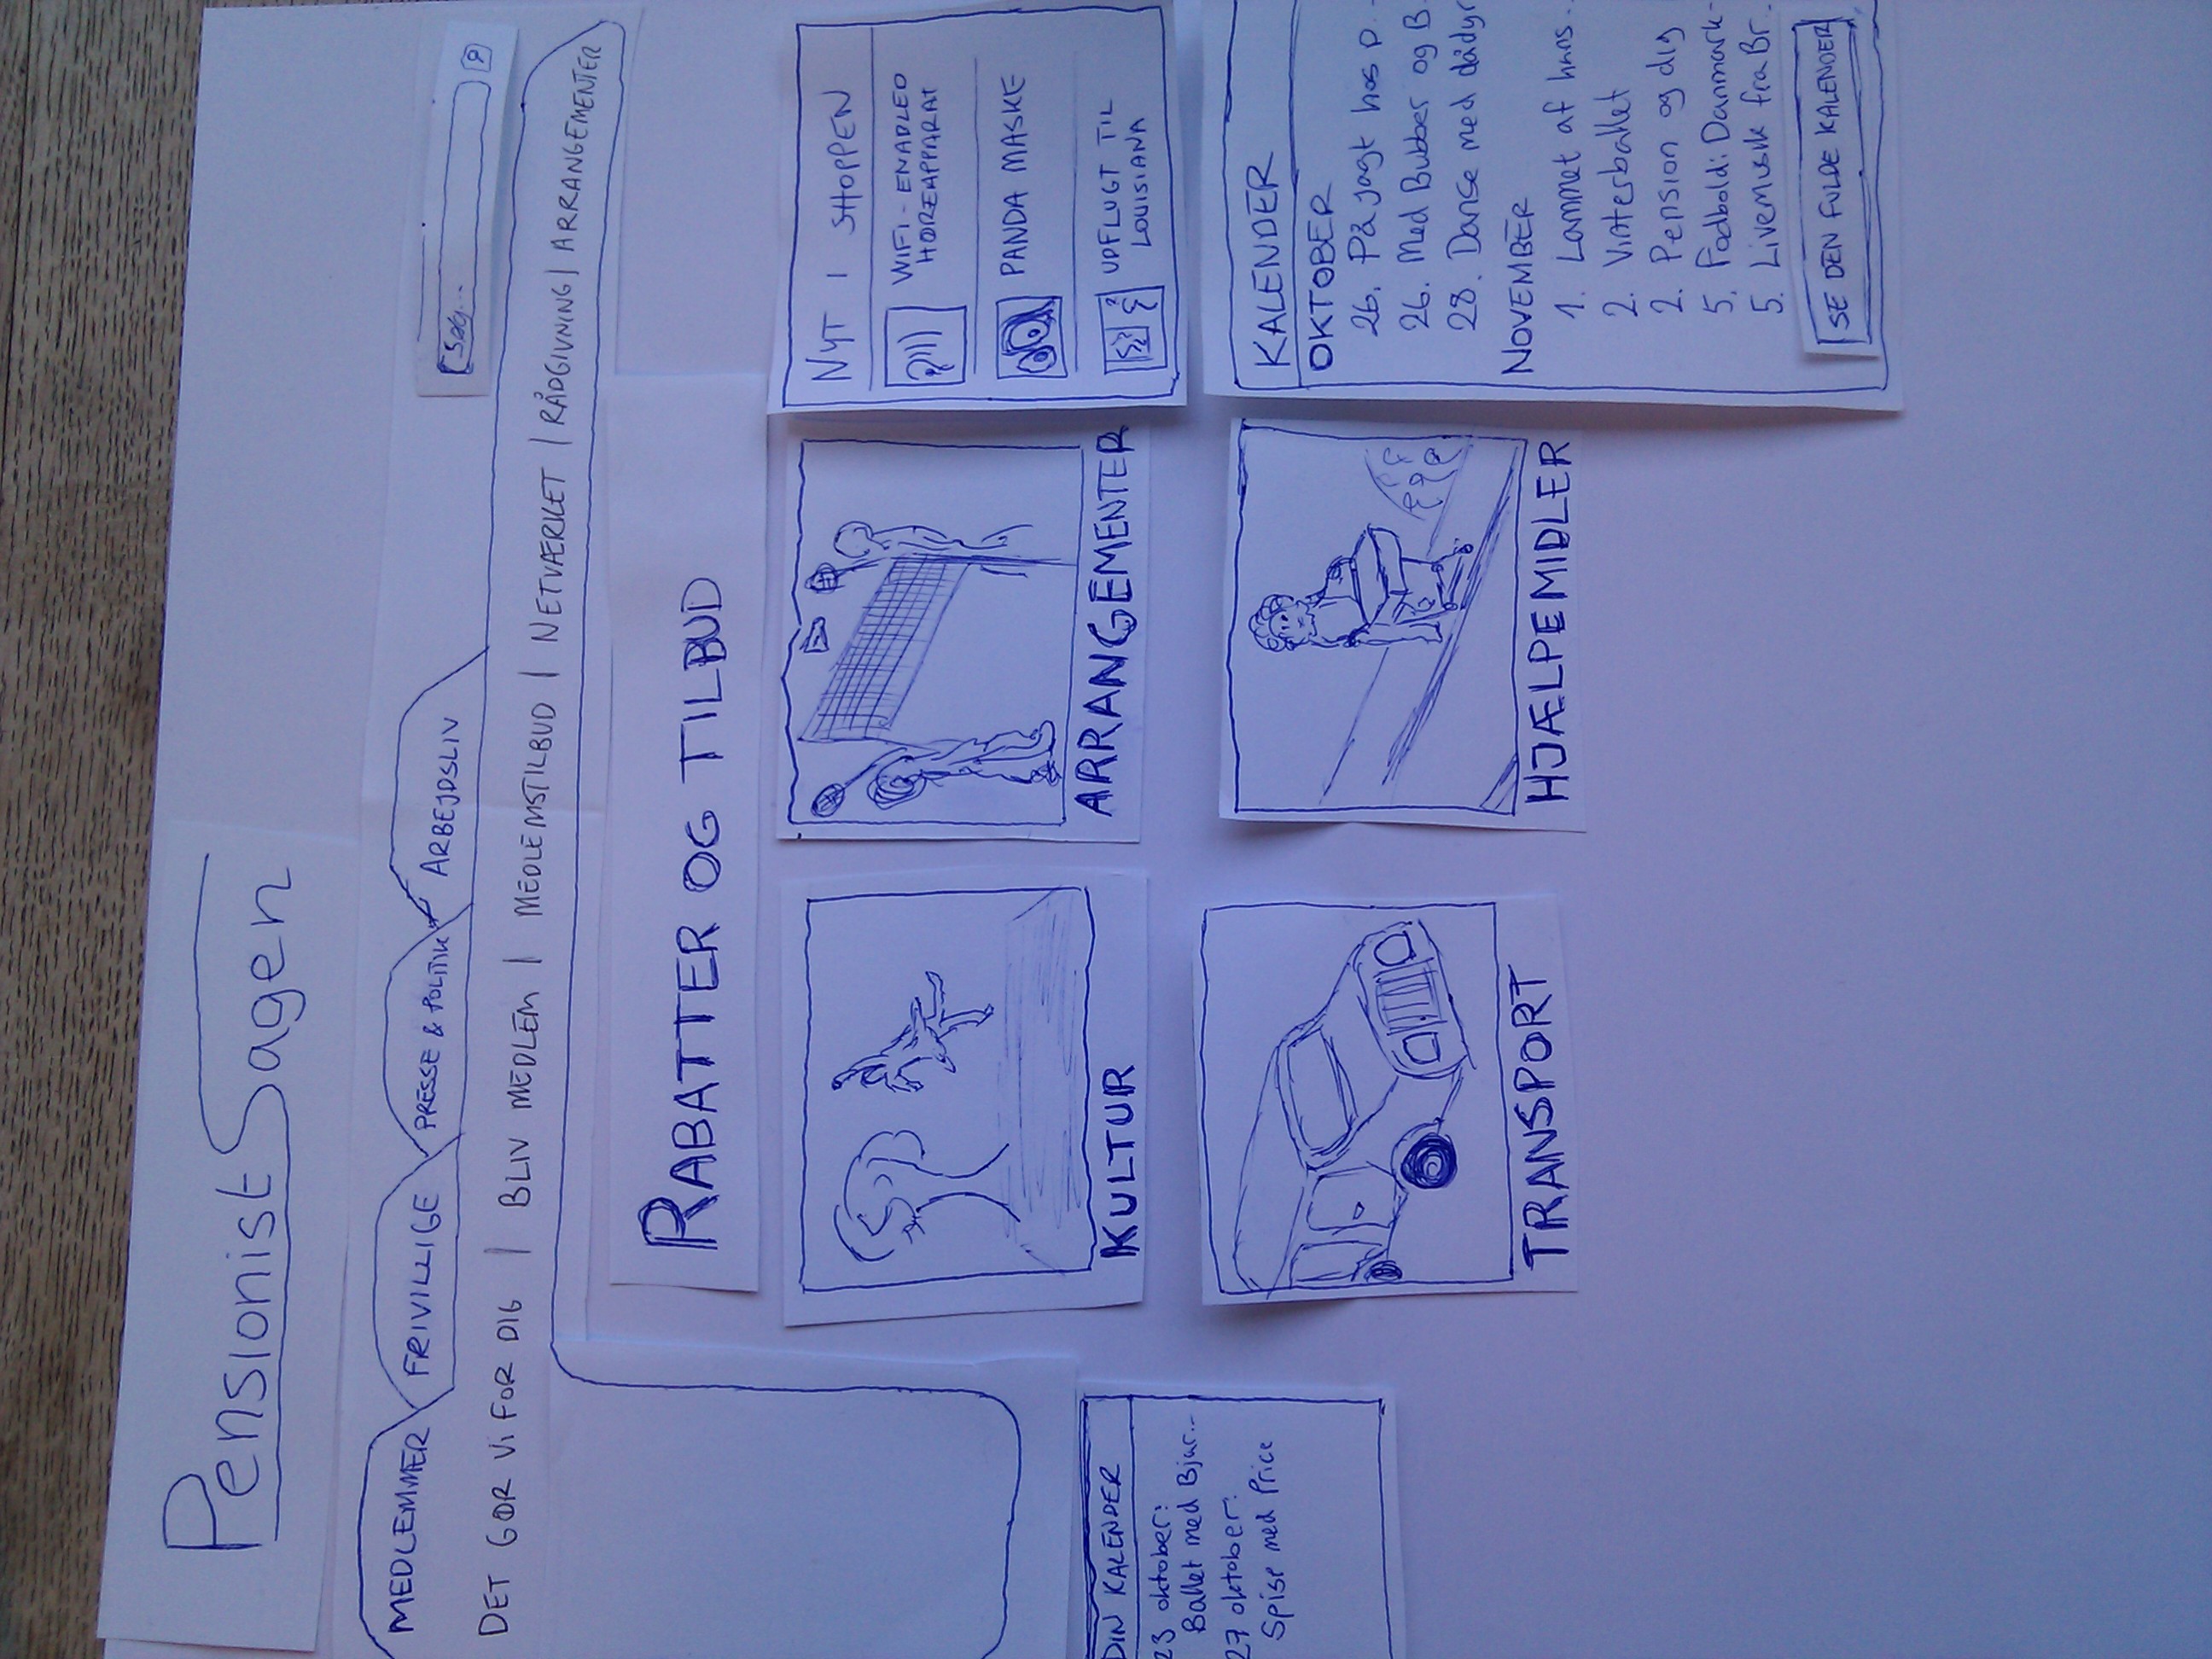 PensionistSagen
Søg...
MEDLEMMER
FRIVILLIGE
PRESSE & POLITIK
ARBEJDSLIV
DET GØR VI FOR DIG | BLIV MEDLEM | MEDLEMSTILBUD | NETVÆRKET | RÅDGIVNING | ARRANGEMENTER
RABATTER OG TILBUD
KULTUR
ARRANGEMENTER
TRANSPORT
HJÆLPEMIDLER
DIN KALENDER
23 oktober:
Ballet med Bjar...
27 oktober:
Spise med Price
NYT I SHOPPEN
WIFI-ENABLED
HØREAPPARAT
PANDA MASKE
UDFLUGT TIL
LOUISIANA
KALENDER
OKTOBER
26. På jagt hos D..
26. Med Bubber og B.
28. Danse med dådyr
NOVEMBER
1. Lammet af hans..
2. Vinterballet
2. Pension og dig
5. Fodbold: Danmark-
5. Livemusik fra Br..
SE DEN FULDE KALENDER